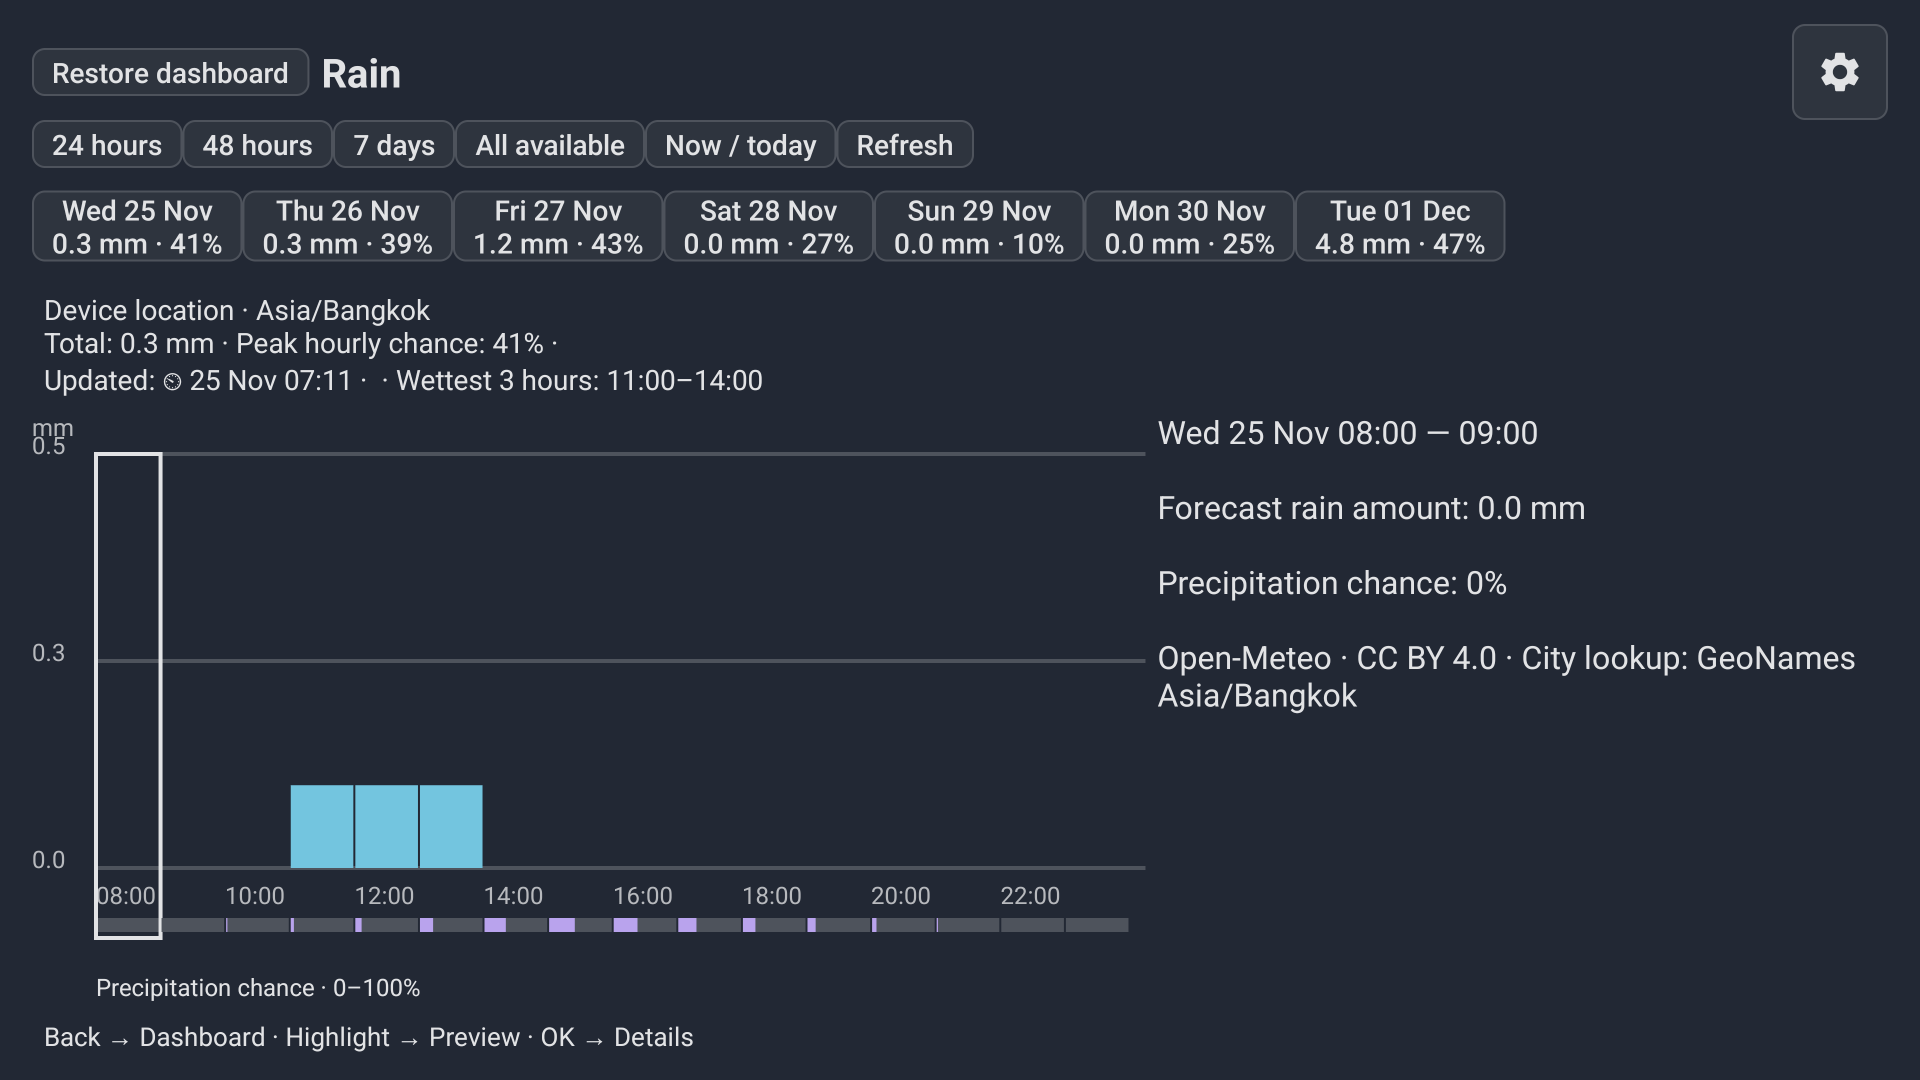 Restore dashboard
Rain
24 hours
48 hours
7 days
All available
Now / today
Refresh
Wed 25 Nov
0.3 mm · 41%
Thu 26 Nov
0.3 mm · 39%
Fri 27 Nov
1.2 mm · 43%
Sat 28 Nov
0.0 mm · 27%
Sun 29 Nov
0.0 mm · 10%
Mon 30 Nov
0.0 mm · 25%
Tue 01 Dec
4.8 mm · 47%
Device location · Asia/Bangkok
Total: 0.3 mm · Peak hourly chance: 41% ·
Updated: ⏲ 25 Nov 07:11 ·  · Wettest 3 hours: 11:00–14:00
mm
0.5
0.3
0.0
08:00
10:00
12:00
14:00
16:00
18:00
20:00
22:00
Precipitation chance · 0–100%
Wed 25 Nov 08:00 — 09:00
Forecast rain amount: 0.0 mm
Precipitation chance: 0%
Open-Meteo · CC BY 4.0 · City lookup: GeoNames
Asia/Bangkok
Back → Dashboard · Highlight → Preview · OK → Details